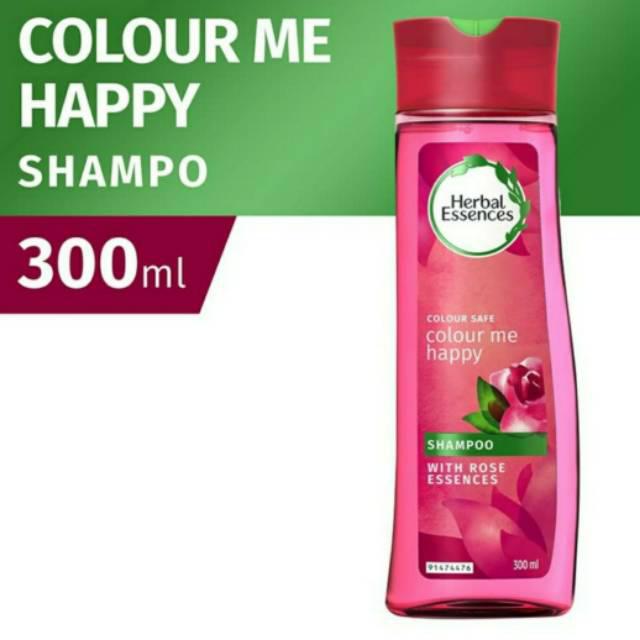 COLOUR ME
HAPPY
SHAMPO
300ml
Herbal
Essences
COLOUR SAFE
colour me
happy
SHAMPOO
WITH ROSE
ESSENCES
91474476
300 ml